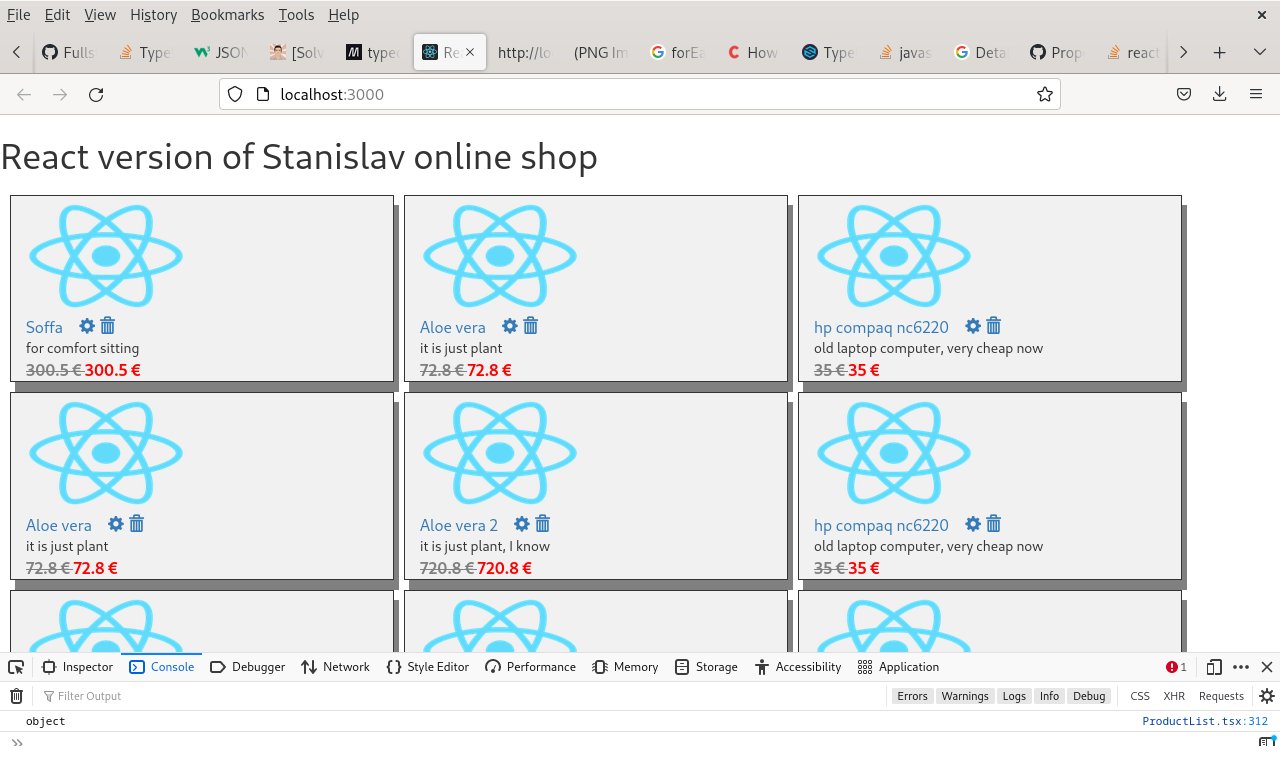 File Edit View History Bookmarks Tools Help
Fulls Type JSON [Solv typed Rea http://lo (PNG Im forEa How Type javas Detai Prop react
localhost:3000
React version of Stanislav online shop
Soffa Aloe vera hp compaq nc6220
for comfort sitting it is just plant old laptop computer, very cheap now
300.5 € 300.5 € 72.8 € 72.8 € 35 € 35 €
Aloe vera Aloe vera 2 hp compaq nc6220
it is just plant it is just plant, I know old laptop computer, very cheap now
72.8 € 72.8 € 720.8 € 720.8 € 35 € 35 €
Inspector Console Debugger Network Style Editor Performance Memory Storage Accessibility Application 1
Filter Output Errors Warnings Logs Info Debug CSS XHR Requests
object ProductList.tsx:312